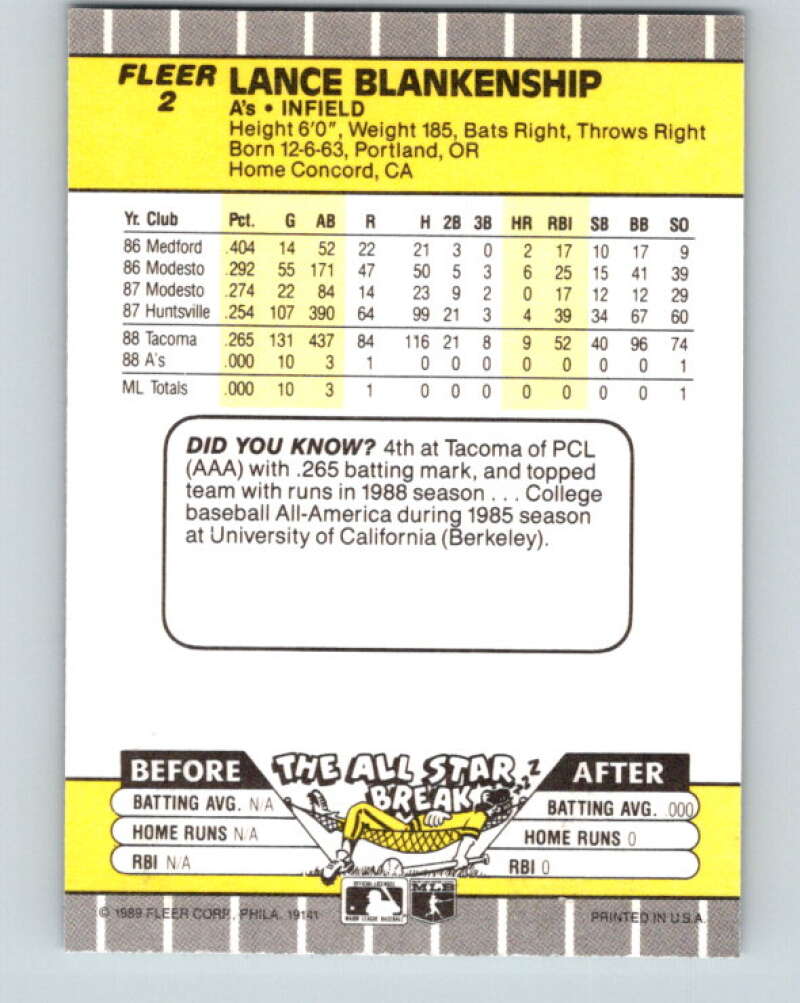 FLEER LANCE BLANKENSHIP
2 A's • INFIELD
Height 6'0", Weight 185, Bats Right, Throws Right
Born 12-6-63, Portland, OR
Home Concord, CA
Yr. Club Pct. G AB R H 2B 3B HR RBI SB BB SO
86 Medford .404 14 52 22 21 3 0 2 17 10 17 9
86 Modesto .292 55 171 47 50 5 3 6 25 15 41 39
87 Modesto .274 22 84 14 23 9 2 0 17 12 12 29
87 Huntsville .254 107 390 64 99 21 3 4 39 34 67 60
88 Tacoma .265 131 437 84 116 21 8 9 52 40 96 74
88 A's .000 10 3 1 0 0 0 0 0 0 0 1
ML Totals .000 10 3 1 0 0 0 0 0 0 0 1
DID YOU KNOW? 4th at Tacoma of PCL
(AAA) with .265 batting mark, and topped
team with runs in 1988 season . . . College
baseball All-America during 1985 season
at University of California (Berkeley).
THE ALL STAR
BREAK
zzzz
BEFORE
BATTING AVG. N/A
HOME RUNS N/A
RBI N/A
AFTER
BATTING AVG. .000
HOME RUNS 0
RBI 0
MAJOR LEAGUE BASEBALL
MLB
© 1989 FLEER CORP., PHILA. 19141 PRINTED IN U.S.A.